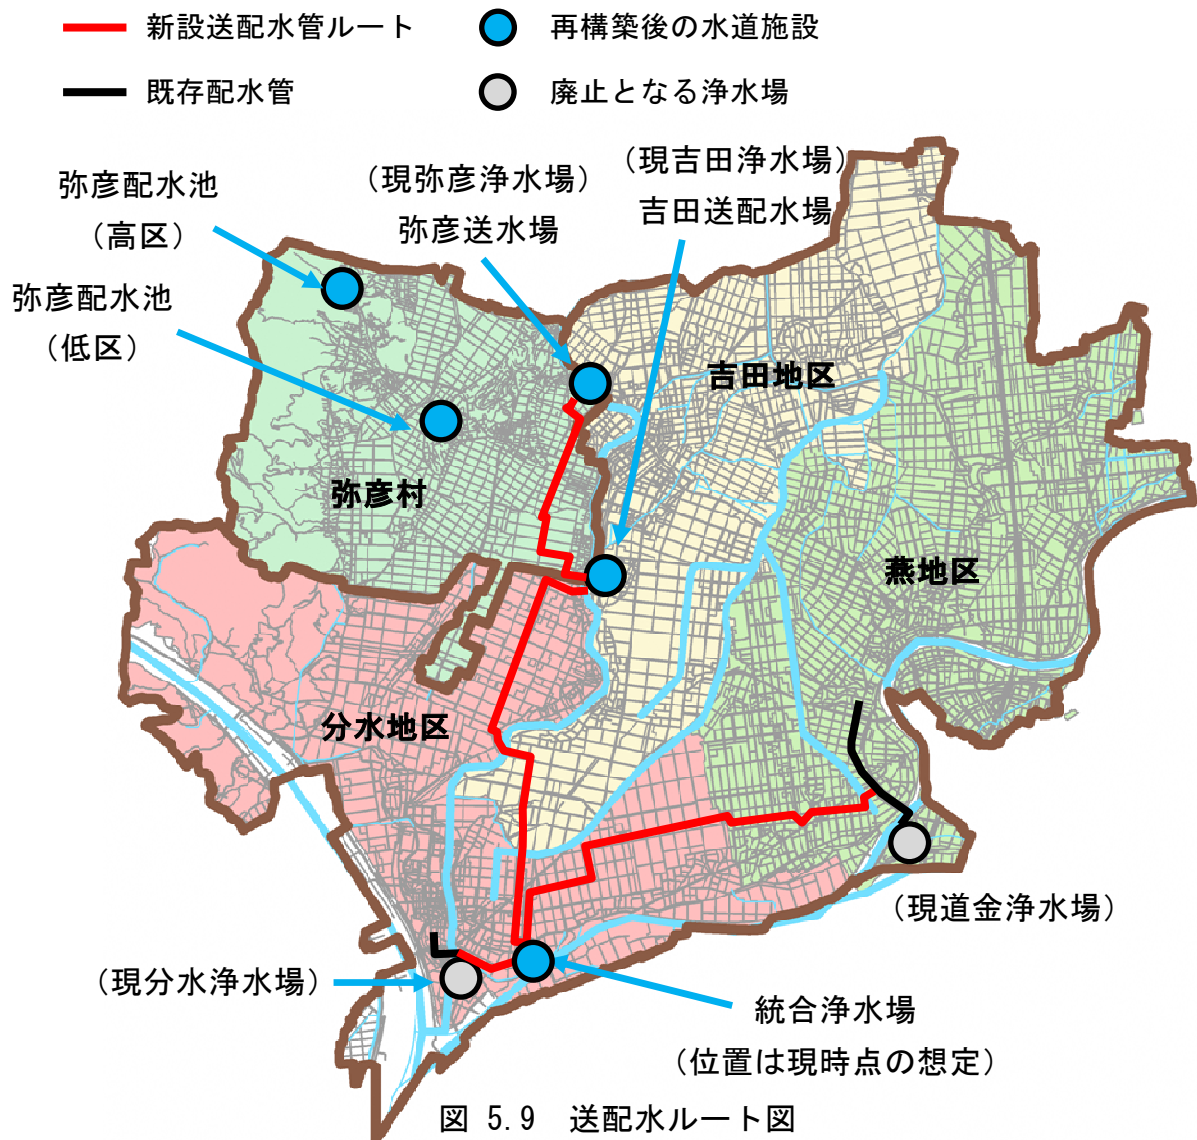 新設送配水管ルート
再構築後の水道施設
既存配水管
廃止となる浄水場
(現吉田浄水場)
吉田送配水場
(現弥彦浄水場)
弥彦送水場
弥彦配水池
(高区)
弥彦配水池
(低区)
吉田地区
弥彦村
燕地区
分水地区
(現道金浄水場)
(現分水浄水場)
統合浄水場
(位置は現時点の想定)
図 5.9 送配水ルート図